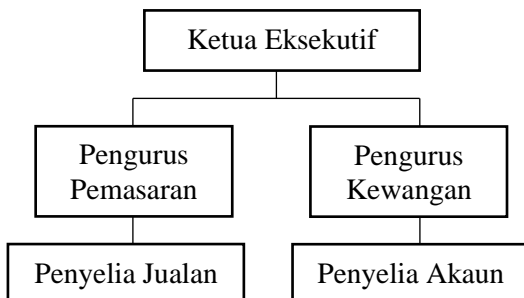 Ketua Eksekutif
Pengurus
Pemasaran
Pengurus
Kewangan
Penyelia Jualan
Penyelia Akaun